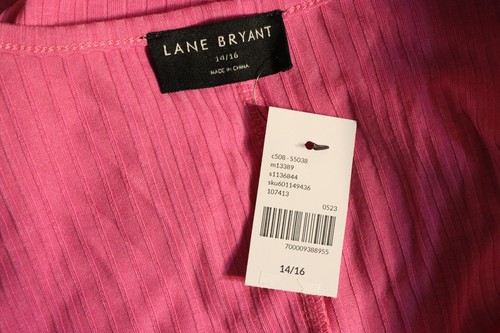 LANE BRYANT
14/16
MADE IN CHINA
c508 - 55038
m13389
s1136844
sku601149436
107413
0523
700009388955
14/16